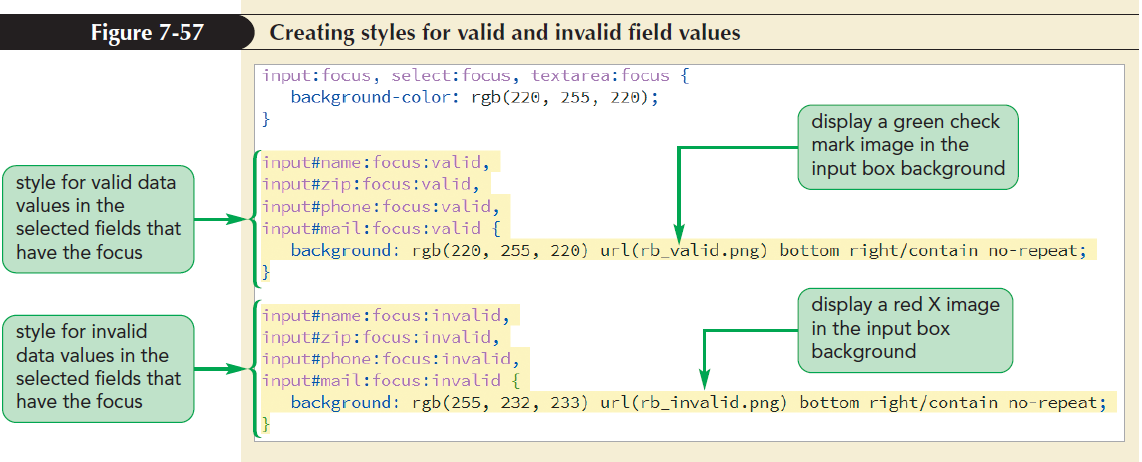 Figure 7-57
Creating styles for valid and invalid field values
input:focus, select:focus, textarea:focus {
background-color: rgb(220, 255, 220);
}
display a green check
mark image in the
input box background
style for valid data
values in the
selected fields that
have the focus
input#name:focus:valid,
input#zip:focus:valid,
input#phone:focus:valid,
input#mail:focus:valid {
background: rgb(220, 255, 220) url(rb_valid.png) bottom right/contain no-repeat;
}
display a red X image
in the input box
background
style for invalid
data values in the
selected fields that
have the focus
input#name:focus:invalid,
input#zip:focus:invalid,
input#phone:focus:invalid,
input#mail:focus:invalid {
background: rgb(255, 232, 233) url(rb_invalid.png) bottom right/contain no-repeat;
}